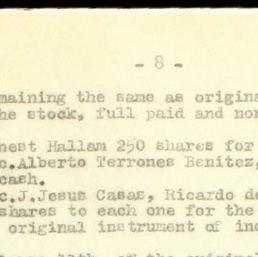 - 8 -
maining the same as origina
he stock, full paid and non
nest Hallam 250 shares for
c.Alberto Terrones Benitez,
cash.
c.J.Jesus Casas, Ricardo de
shares to each one for the
original instrument of inc